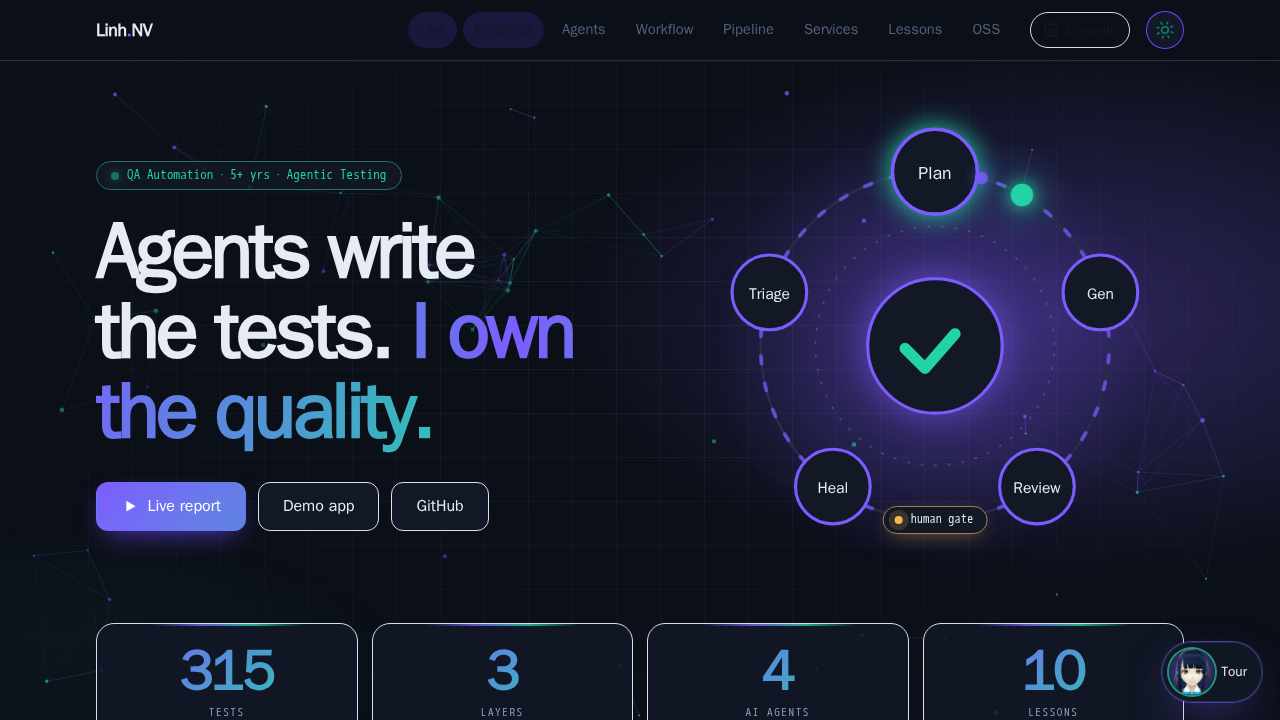 Linh.NV
Agents
Workflow
Pipeline
Services
Lessons
OSS
QA Automation · 5+ yrs · Agentic Testing
Agents write
the tests. I own
the quality.
Live report
Demo app
GitHub
Plan
Triage
Gen
Heal
Review
human gate
315
TESTS
3
LAYERS
4
AI AGENTS
10
LESSONS
Tour